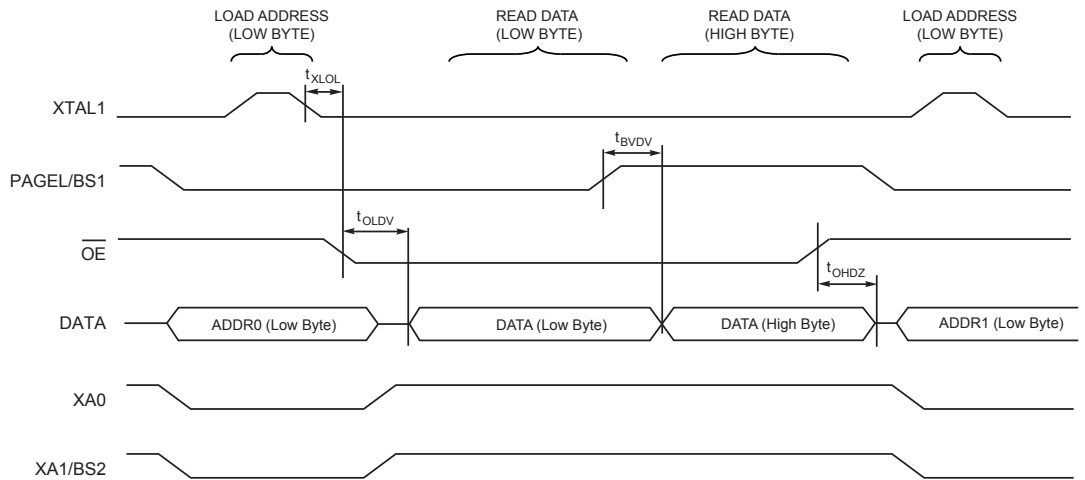 LOAD ADDRESS
(LOW BYTE)
READ DATA
(LOW BYTE)
READ DATA
(HIGH BYTE)
LOAD ADDRESS
(LOW BYTE)
tXLOL
XTAL1
tBVDV
PAGEL/BS1
tOLDV
OE
tOHDZ
DATA
ADDR0 (Low Byte)
DATA (Low Byte)
DATA (High Byte)
ADDR1 (Low Byte)
XA0
XA1/BS2